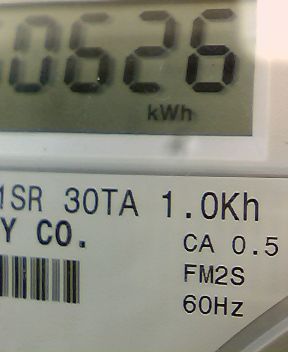 0626
kWh
1SR 30TA 1.0Kh
Y CO.
CA 0.5
FM2S
60Hz